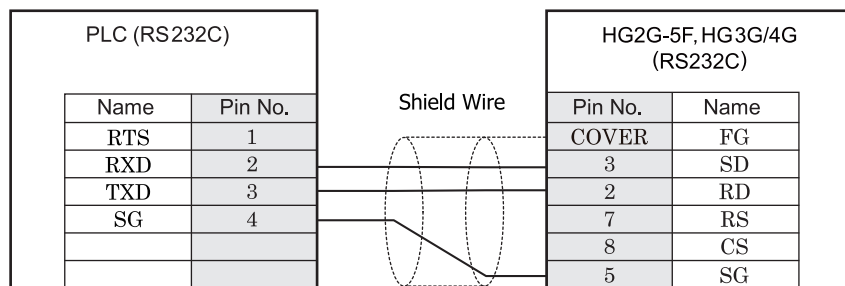 PLC (RS232C)
HG2G-5F, HG3G/4G
(RS232C)
Shield Wire
Name Pin No.
RTS 1
RXD 2
TXD 3
SG 4
Pin No. Name
COVER FG
3 SD
2 RD
7 RS
8 CS
5 SG